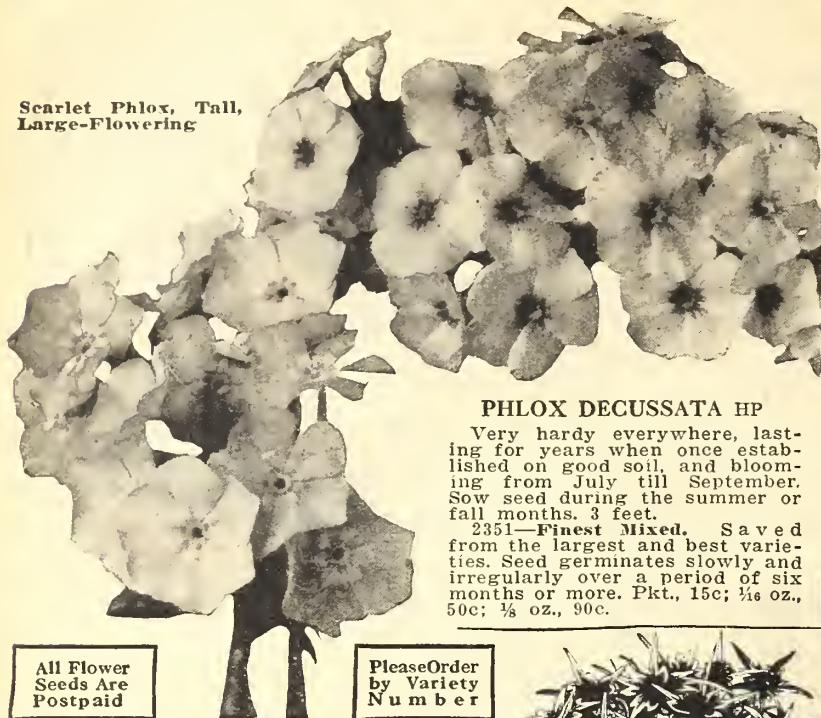 Scarlet Phlox, Tall,
Large-Flowering
PHLOX DECUSSATA HP
Very hardy everywhere, last-
ing for years when once estab-
lished on good soil, and bloom-
ing from July till September.
Sow seed during the summer or
fall months. 3 feet.
2351—Finest Mixed. Saved
from the largest and best varie-
ties. Seed germinates slowly and
irregularly over a period of six
months or more. Pkt., 15c; 1/16 oz.,
50c; 1/8 oz., 90c.
All Flower
Seeds Are
Postpaid
PleaseOrder
by Variety
Number